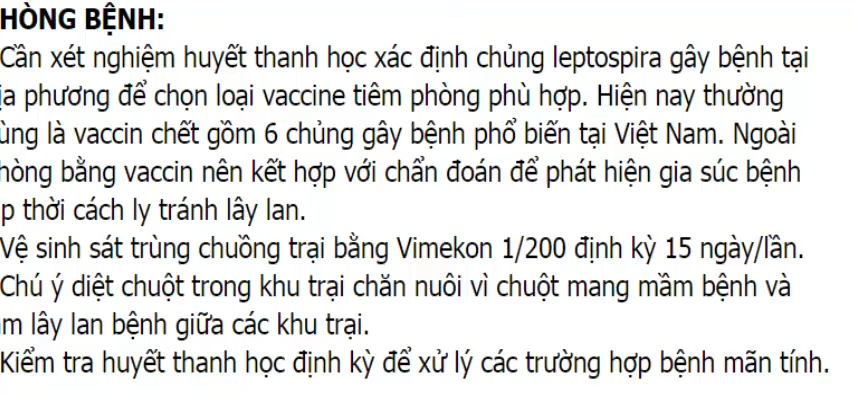 HÒNG BỆNH:
Cần xét nghiệm huyết thanh học xác định chủng leptospira gây bệnh tại
ịa phương để chọn loại vaccine tiêm phòng phù hợp. Hiện nay thường
ùng là vaccin chết gồm 6 chủng gây bệnh phổ biến tại Việt Nam. Ngoài
hòng bằng vaccin nên kết hợp với chẩn đoán để phát hiện gia súc bệnh
p thời cách ly tránh lây lan.
Vệ sinh sát trùng chuồng trại bằng Vimekon 1/200 định kỳ 15 ngày/lần.
Chú ý diệt chuột trong khu trại chăn nuôi vì chuột mang mầm bệnh và
m lây lan bệnh giữa các khu trại.
Kiểm tra huyết thanh học định kỳ để xử lý các trường hợp bệnh mãn tính.